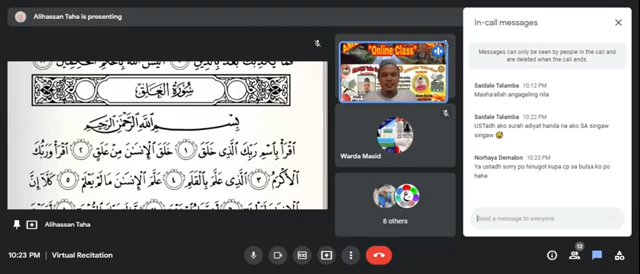 Alihassan Taha is presenting
سُورَةُ العَلَقِ
بِسْمِ اللَّهِ الرَّحْمَٰنِ الرَّحِيمِ
اقْرَأْ بِاسْمِ رَبِّكَ الَّذِي خَلَقَ ١ خَلَقَ الْإِنسَٰنَ مِنْ عَلَقٍ ٢ اقْرَأْ وَرَبُّكَ
الْأَكْرَمُ ٣ الَّذِي عَلَّمَ بِالْقَلَمِ ٤ عَلَّمَ الْإِنسَٰنَ مَا لَمْ يَعْلَمْ ٥ كَلَّا إِنَّ
Alihassan Taha
"Online Class"
Warda Masid
8 others
In-call messages
Messages can only be seen by people in the call and
are deleted when the call ends.
Saidale Talamba 10:12 PM
Masha'allah angagaling nila
Saidale Talamba 10:22 PM
USTadh ako surah adiyat handa na ako SA singaw
singaw 😅
Norhaya Demalon 10:23 PM
Ya ustadh sorry po hinugot kupa cp sa bulsa ko po
hehe
Send a message to everyone
10:23 PM | Virtual Recitation
12